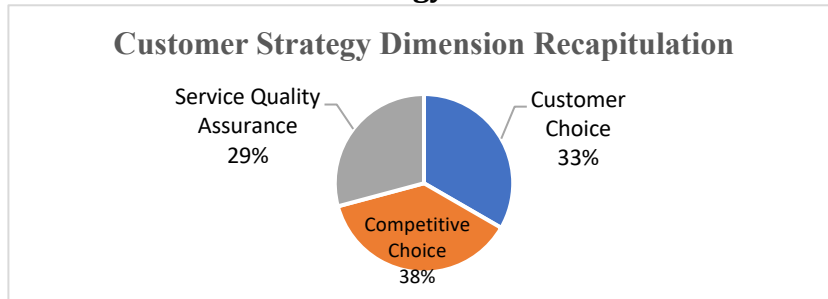 Customer Strategy Dimension Recapitulation
Service Quality
Assurance
29%
Customer
Choice
33%
Competitive
Choice
38%